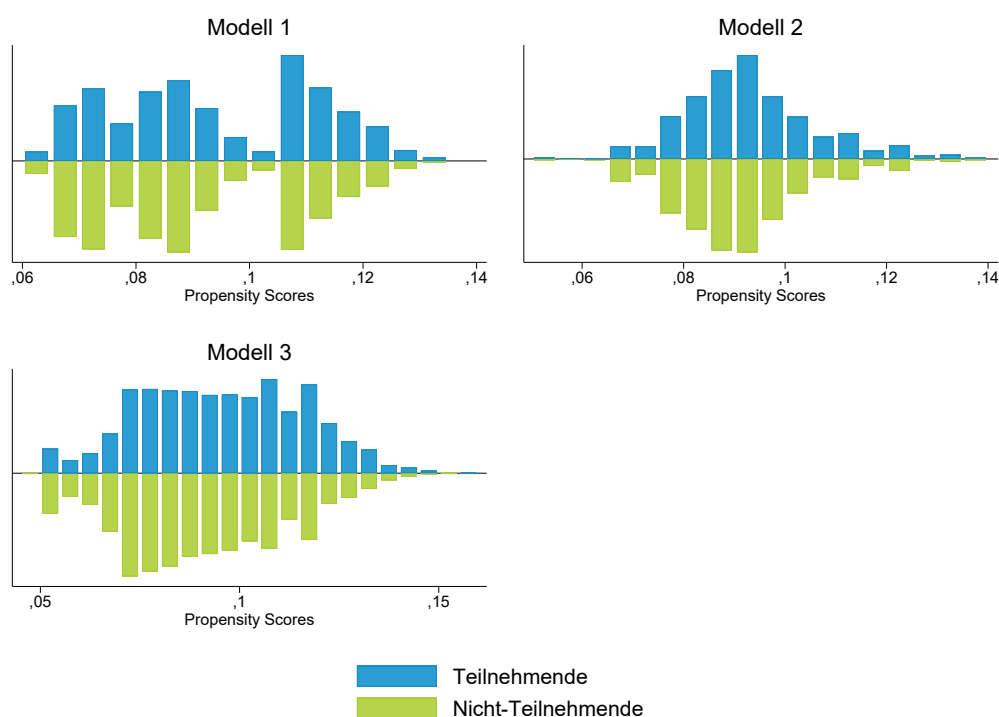 Modell 1
,06 ,08 ,1 ,12 ,14
Propensity Scores
Modell 2
,06 ,08 ,1 ,12 ,14
Propensity Scores
Modell 3
,05 ,1 ,15
Propensity Scores
Teilnehmende
Nicht-Teilnehmende